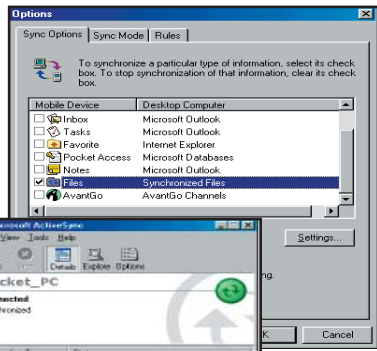 Options
Sync Options Sync Mode Rules
To synchronize a particular type of information, select its check
box. To stop synchronization of that information, clear its check
box.
Mobile Device Desktop Computer
Inbox Microsoft Outlook
Tasks Microsoft Outlook
Favorite Internet Explorer
Pocket Access Microsoft Databases
Notes Microsoft Outlook
Files Synchronized Files
AvantGo AvantGo Channels
Settings...
Microsoft ActiveSync
View Tools Help
Details Explore Options
cket_PC
nected
hronized
ng.
K Cancel